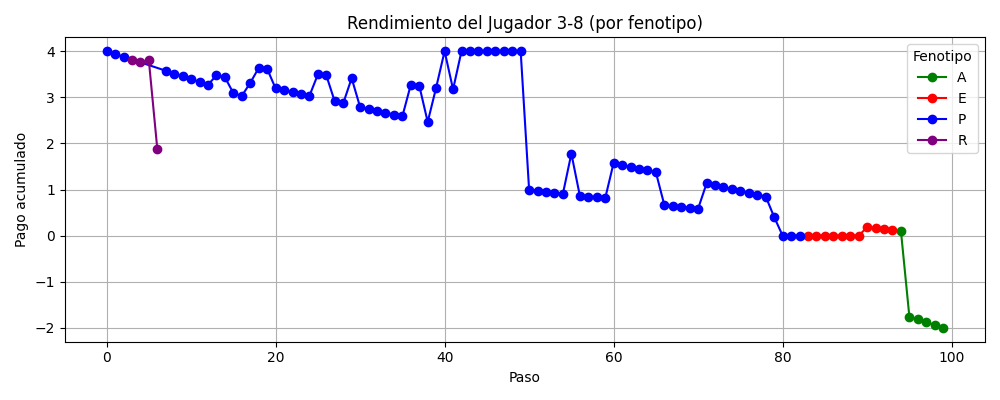 Rendimiento del Jugador 3-8 (por fenotipo)
Pago acumulado
4
3
2
1
0
−1
−2
0
20
40
60
80
100
Paso
Fenotipo
A
E
P
R